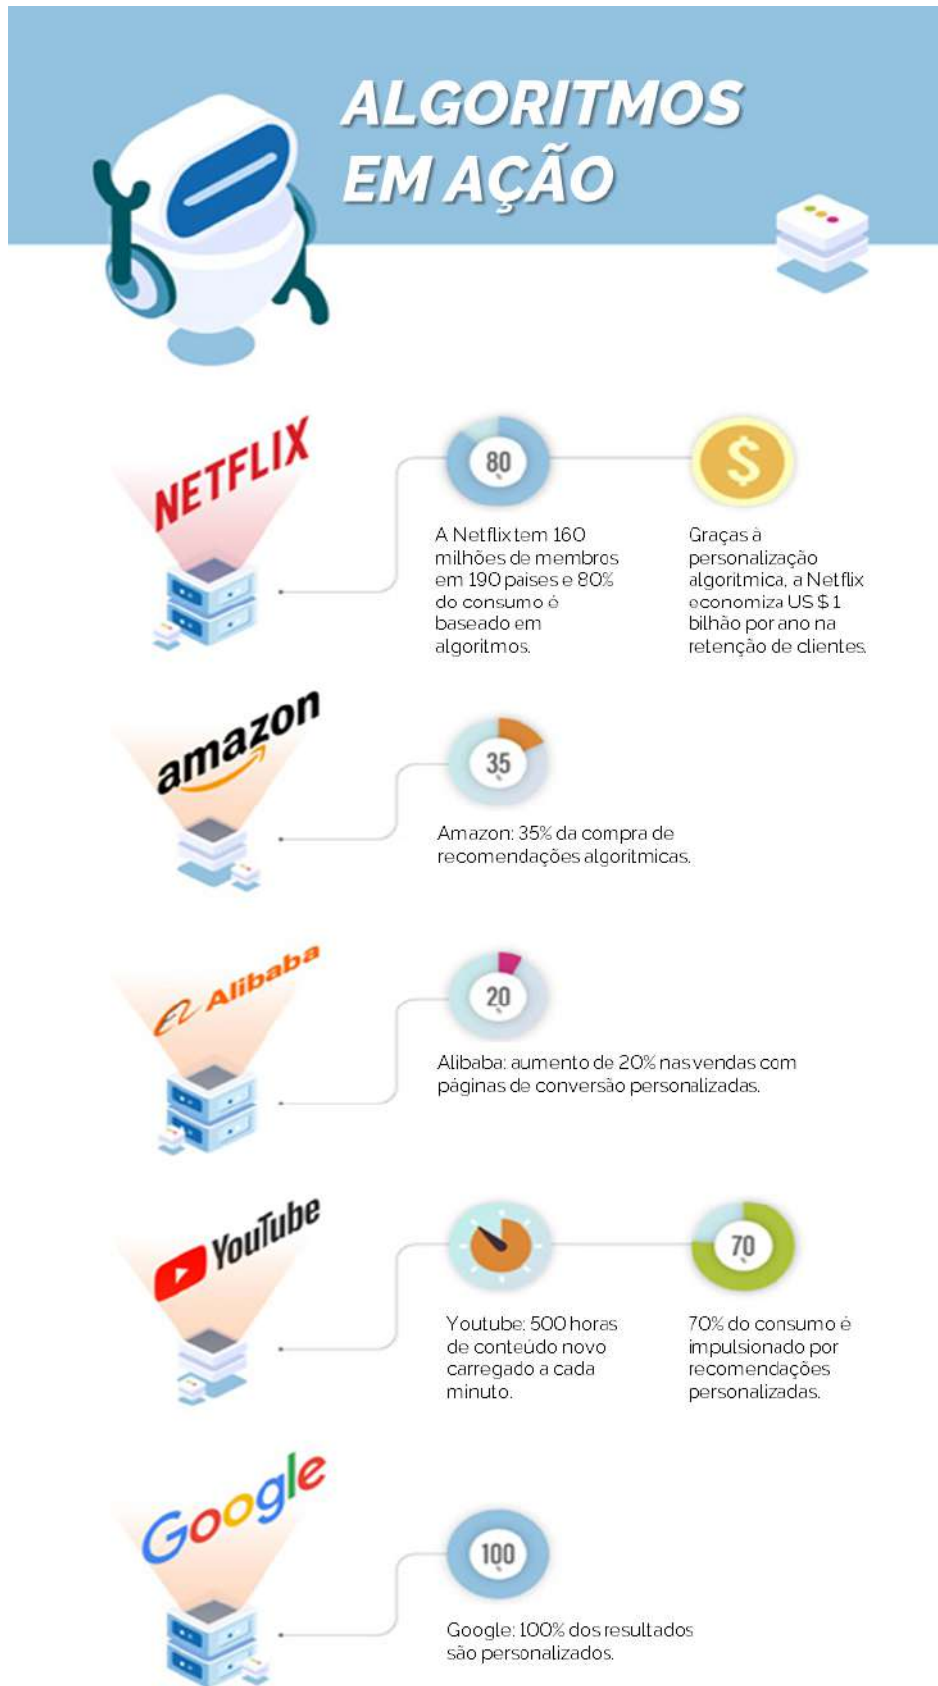 ALGORITMOS
EM AÇÃO
NETFLIX
80
%
A Netflix tem 160
milhões de membros
em 190 países e 80%
do consumo é
baseado em
algoritmos.
$
Graças à
personalização
algorítmica, a Netflix
economiza US $ 1
bilhão por ano na
retenção de clientes.
amazon
35
%
Amazon: 35% da compra de
recomendações algorítmicas.
Alibaba
20
%
Alibaba: aumento de 20% nas vendas com
páginas de conversão personalizadas.
YouTube
Youtube: 500 horas
de conteúdo novo
carregado a cada
minuto.
70
%
70% do consumo é
impulsionado por
recomendações
personalizadas.
Google
100
%
Google: 100% dos resultados
são personalizados.